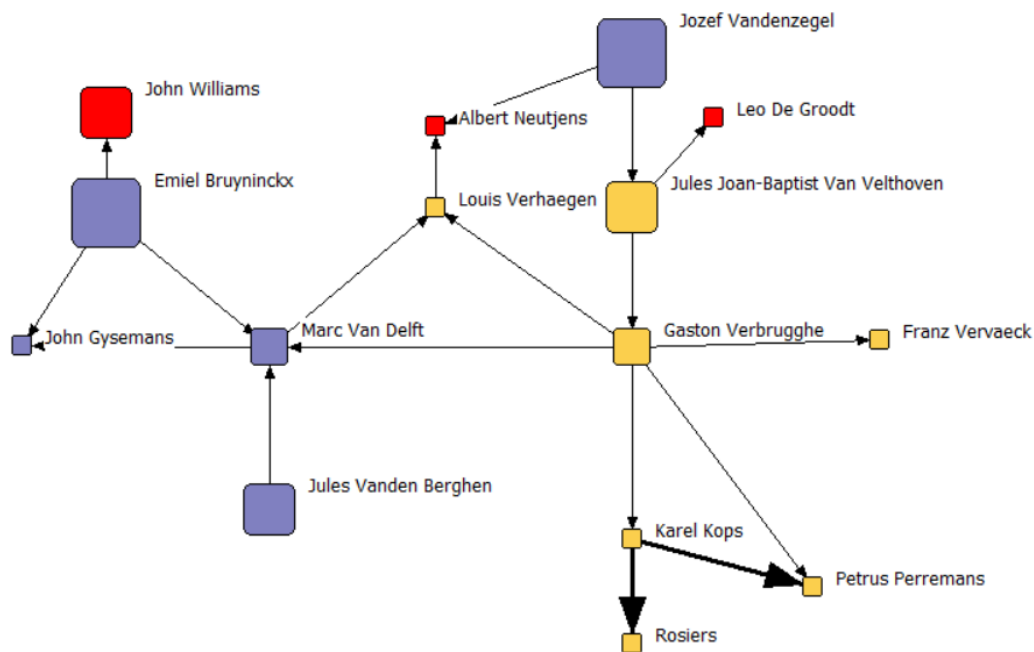 Jozef Vandenzegel
John Williams
Leo De Groodt
Albert Neutjens
Emiel Bruyninckx
Jules Joan-Baptist Van Velthoven
Louis Verhaegen
John Gysemans
Marc Van Delft
Gaston Verbrugghe
Franz Vervaeck
Jules Vanden Berghen
Karel Kops
Petrus Perremans
Rosiers